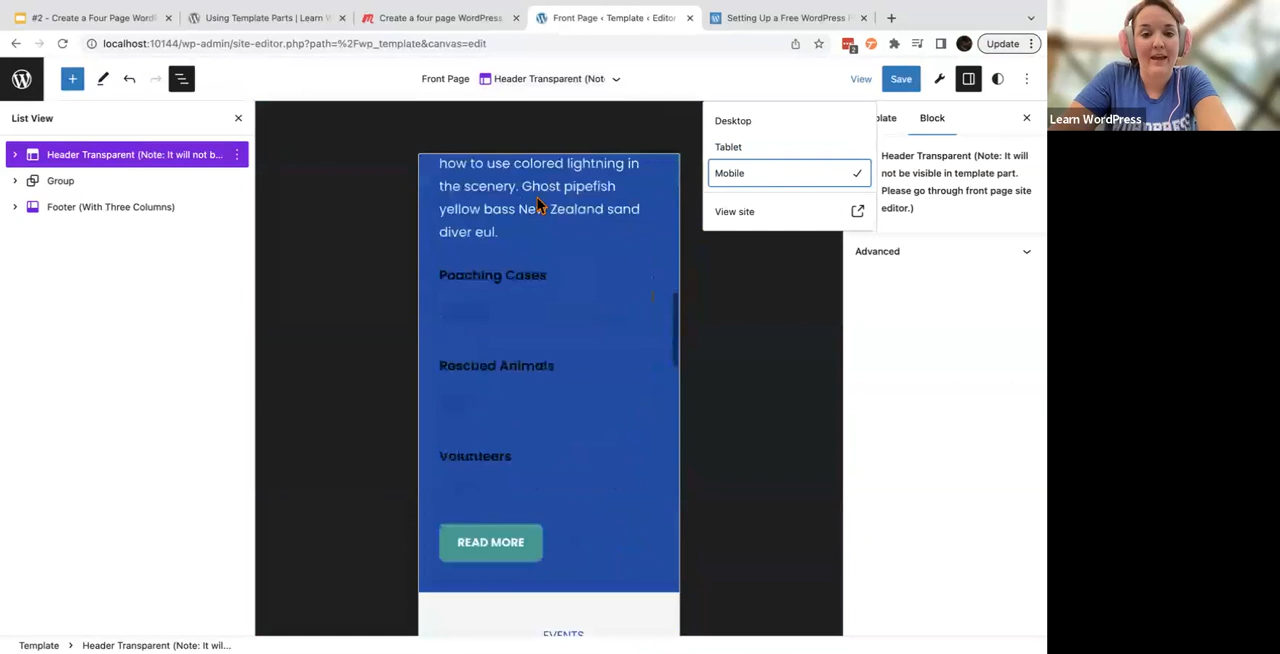 #2 - Create a Four Page WordP
Using Template Parts | Learn W
Create a four page WordPress
Front Page ‹ Template ‹ Editor
Setting Up a Free WordPress
localhost:10144/wp-admin/site-editor.php?path=%2Fwp_template&canvas=edit
2
Update
Front Page
Header Transparent (Not
View
Save
List View
Header Transparent (Note: It will not b...
Group
Footer (With Three Columns)
how to use colored lightning in
the scenery. Ghost pipefish
yellow bass New Zealand sand
diver eul.
Poaching Cases
Rescued Animals
Volunteers
READ MORE
EVENTS
Desktop
Tablet
Mobile
View site
plate
Block
Header Transparent (Note: It will
not be visible in template part.
Please go through front page site
editor.)
Advanced
Learn WordPress
Template
Header Transparent (Note: It wil...